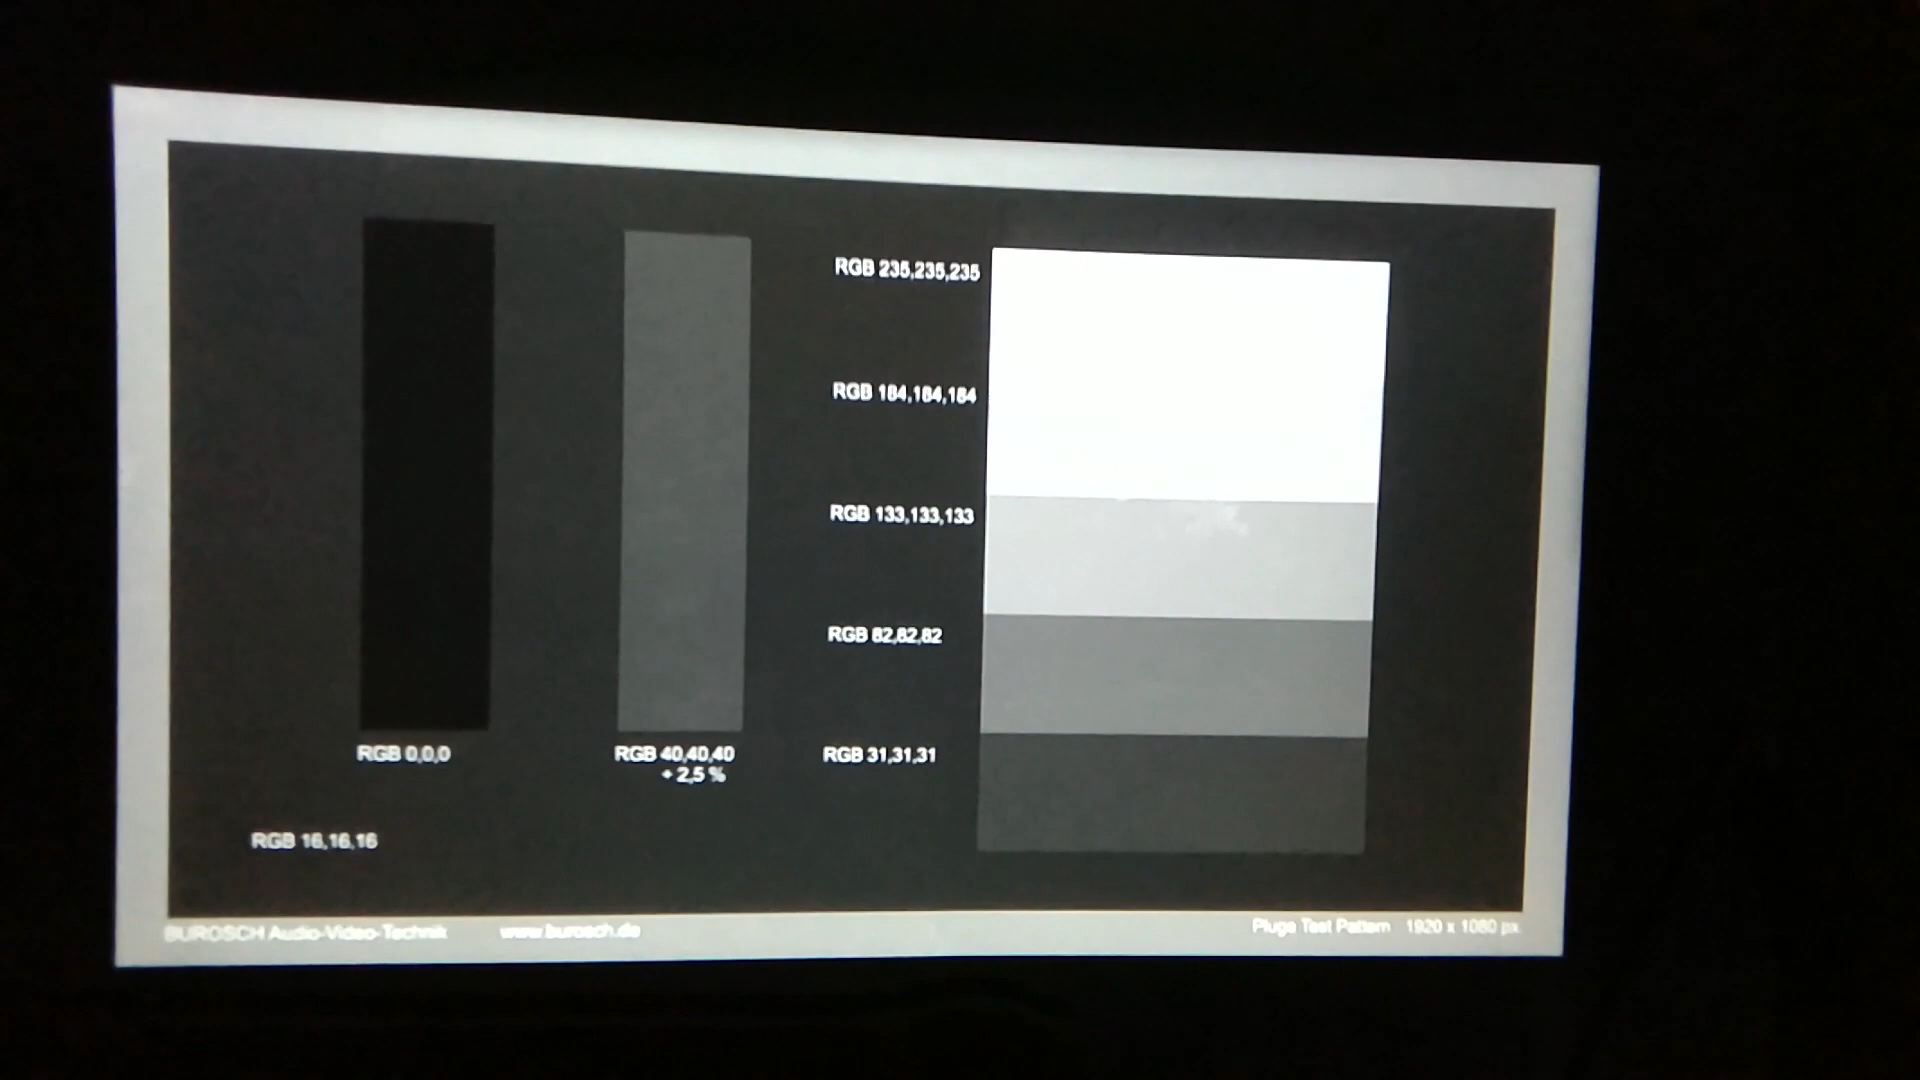 RGB 235,235,235
RGB 184,184,184
RGB 133,133,133
RGB 82,82,82
RGB 0,0,0
RGB 40,40,40
+ 2,5 %
RGB 31,31,31
RGB 16,16,16
BUROSCH Audio-Video-Technik www.burosch.de
Pluge Test Pattern 1920 x 1080 px